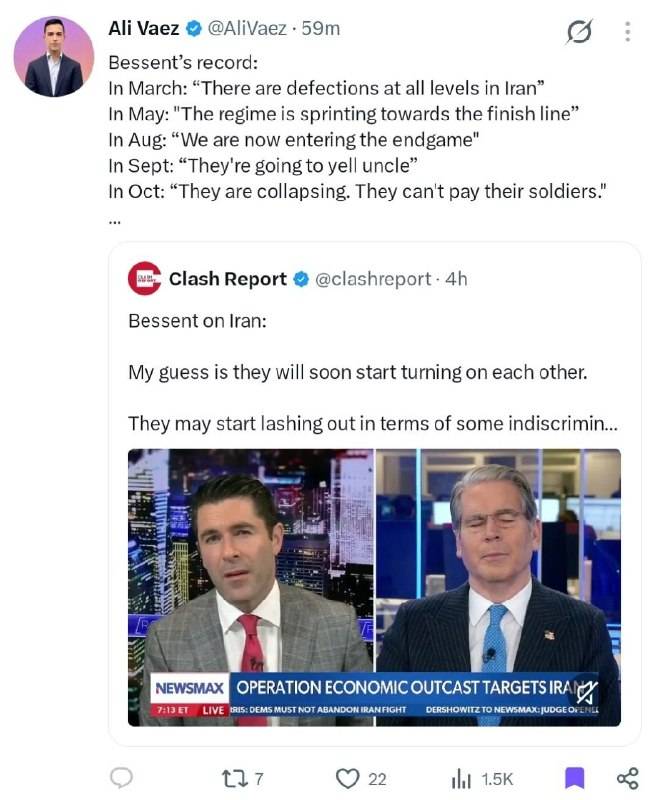 Ali Vaez @AliVaez · 59m
Bessent's record:
In March: “There are defections at all levels in Iran”
In May: "The regime is sprinting towards the finish line”
In Aug: “We are now entering the endgame"
In Sept: “They're going to yell uncle”
In Oct: “They are collapsing. They can't pay their soldiers."
...
Clash Report @clashreport · 4h
Bessent on Iran:
My guess is they will soon start turning on each other.
They may start lashing out in terms of some indiscrimin...
NEWSMAX OPERATION ECONOMIC OUTCAST TARGETS IRAN
7:13 ET LIVE RIS: DEMS MUST NOT ABANDON IRAN FIGHT DERSHOWITZ TO NEWSMAX: JUDGE
7 22 1.5K